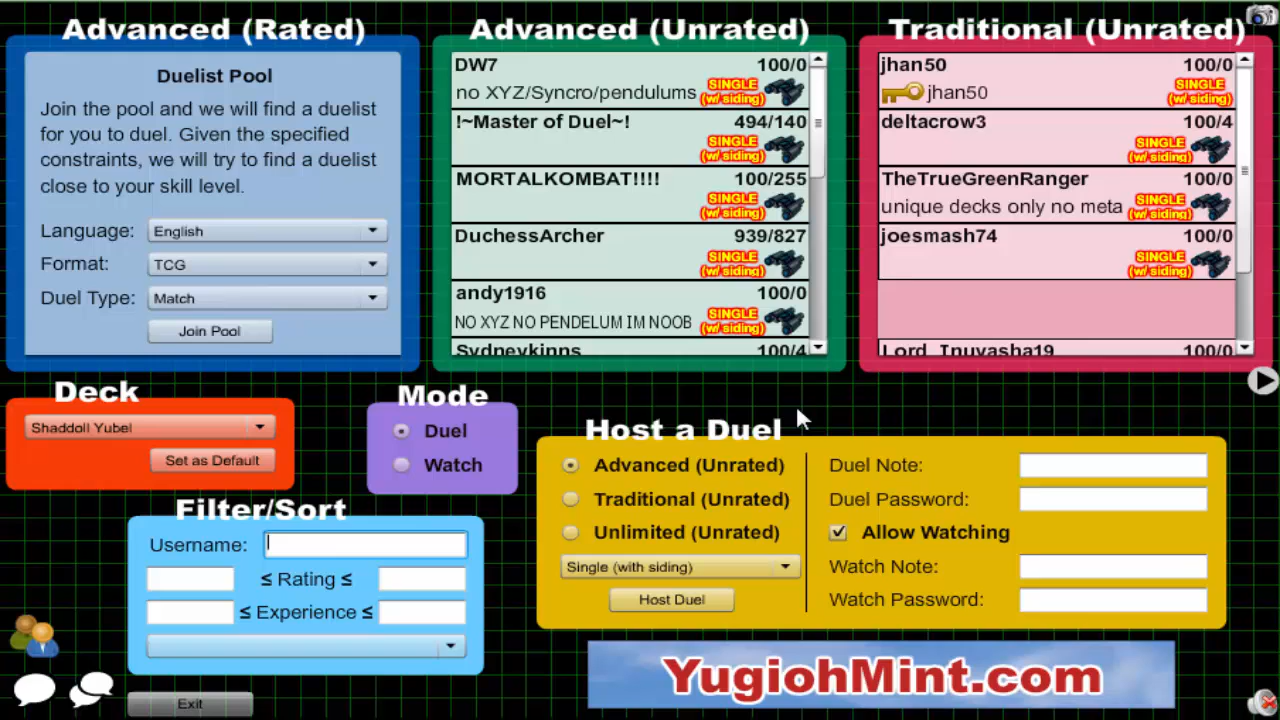 Advanced (Rated)
Duelist Pool
Join the pool and we will find a duelist
for you to duel. Given the specified
constraints, we will try to find a duelist
close to your skill level.
Language: English
Format: TCG
Duel Type: Match
Join Pool
Advanced (Unrated)
DW7 100/0
no XYZ/Syncro/pendulums SINGLE (w/ siding)
!~Master of Duel~! 494/140
SINGLE (w/ siding)
MORTALKOMBAT!!!! 100/255
SINGLE (w/ siding)
DuchessArcher 939/827
SINGLE (w/ siding)
andy1916 100/0
NO XYZ NO PENDELUM IM NOOB SINGLE (w/ siding)
Sydneykinns 100/4
Traditional (Unrated)
jhan50 100/0
jhan50 SINGLE (w/ siding)
deltacrow3 100/4
SINGLE (w/ siding)
TheTrueGreenRanger 100/0
unique decks only no meta SINGLE (w/ siding)
joesmash74 100/0
SINGLE (w/ siding)
Lord_Inuyasha19 100/0
Deck
Shaddoll Yubel
Set as Default
Mode
Duel
Watch
Filter/Sort
Username:
≤ Rating ≤
≤ Experience ≤
Exit
Host a Duel
Advanced (Unrated)
Traditional (Unrated)
Unlimited (Unrated)
Single (with siding)
Host Duel
Duel Note:
Duel Password:
Allow Watching
Watch Note:
Watch Password:
YugiohMint.com